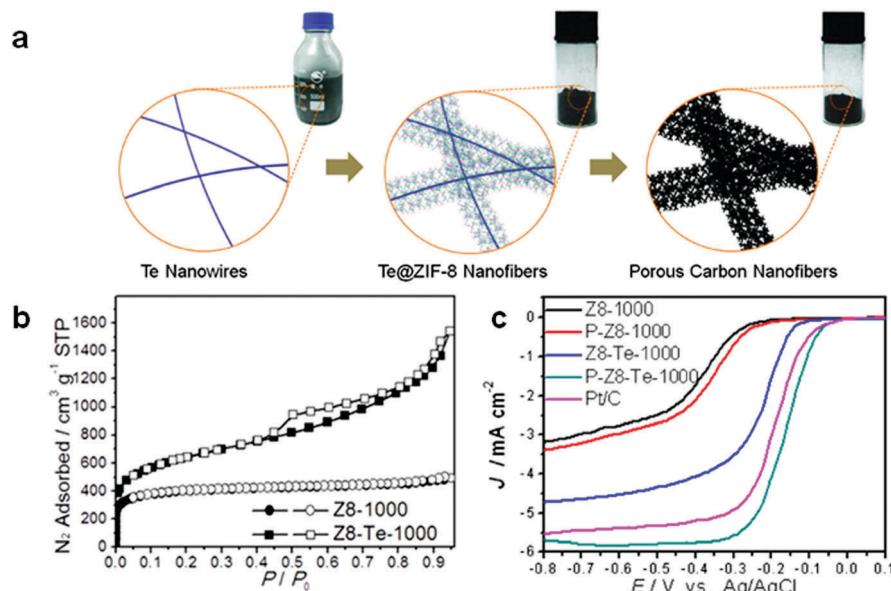 a
Te Nanowires
Te@ZIF-8 Nanofibers
Porous Carbon Nanofibers
b
N₂ Adsorbed / cm³ g⁻¹ STP
1600
1400
1200
1000
800
600
400
200
0
Z8-1000
Z8-Te-1000
0.0 0.1 0.2 0.3 0.4 0.5 0.6 0.7 0.8 0.9
P / P₀
c
J / mA cm⁻²
0
-1
-2
-3
-4
-5
-6
Z8-1000
P-Z8-1000
Z8-Te-1000
P-Z8-Te-1000
Pt/C
-0.8 -0.7 -0.6 -0.5 -0.4 -0.3 -0.2 -0.1 0.0 0.1
E / V vs. Ag/AgCl